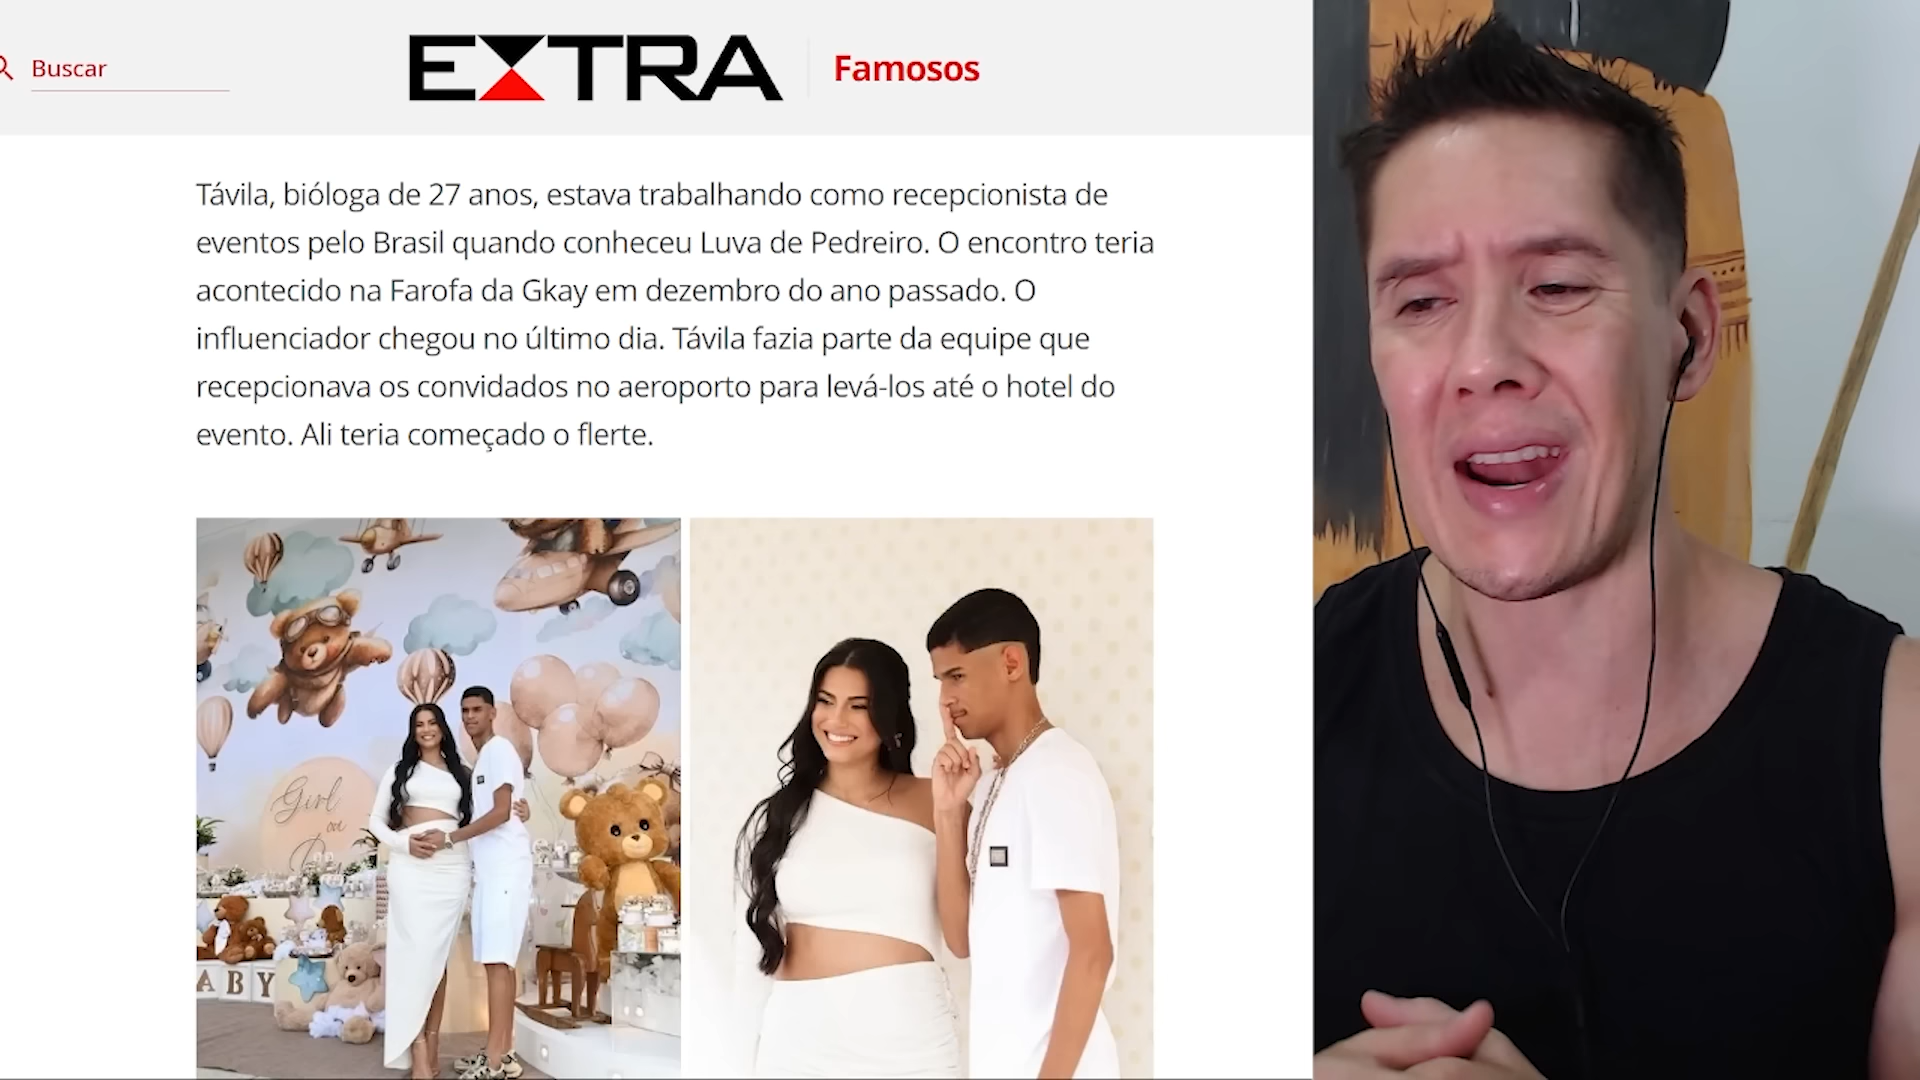 Buscar
EXTRA
Famosos
Távila, bióloga de 27 anos, estava trabalhando como recepcionista de
eventos pelo Brasil quando conheceu Luva de Pedreiro. O encontro teria
acontecido na Farofa da Gkay em dezembro do ano passado. O
influenciador chegou no último dia. Távila fazia parte da equipe que
recepcionava os convidados no aeroporto para levá-los até o hotel do
evento. Ali teria começado o flerte.
Girl
ou
ABY